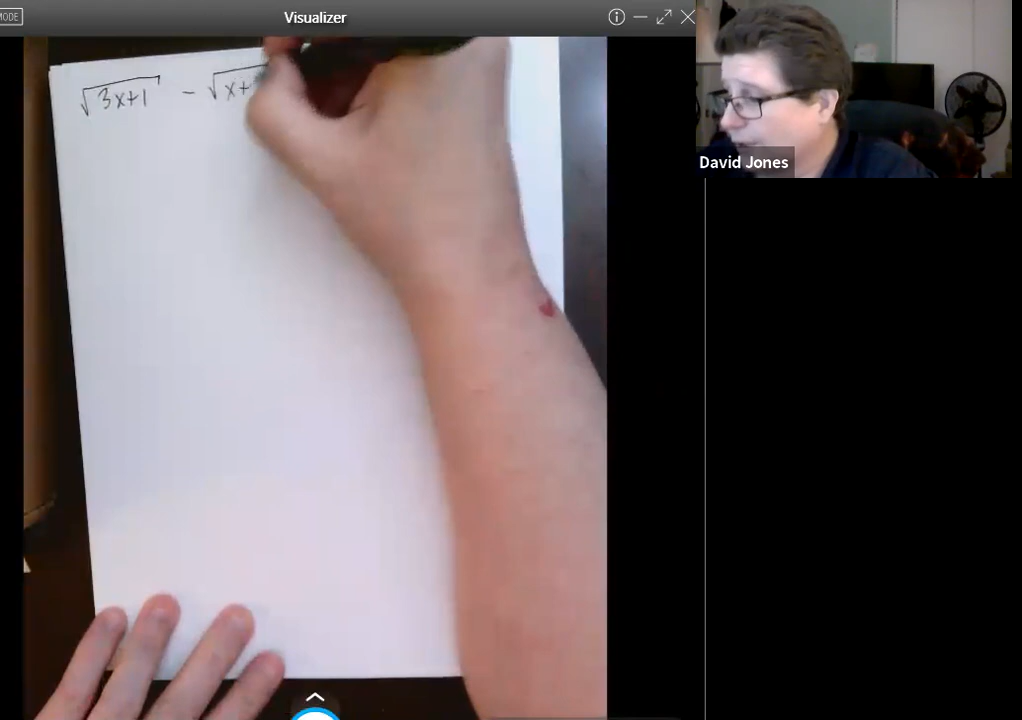 MODE
Visualizer
√3x+1 - √x+
David Jones